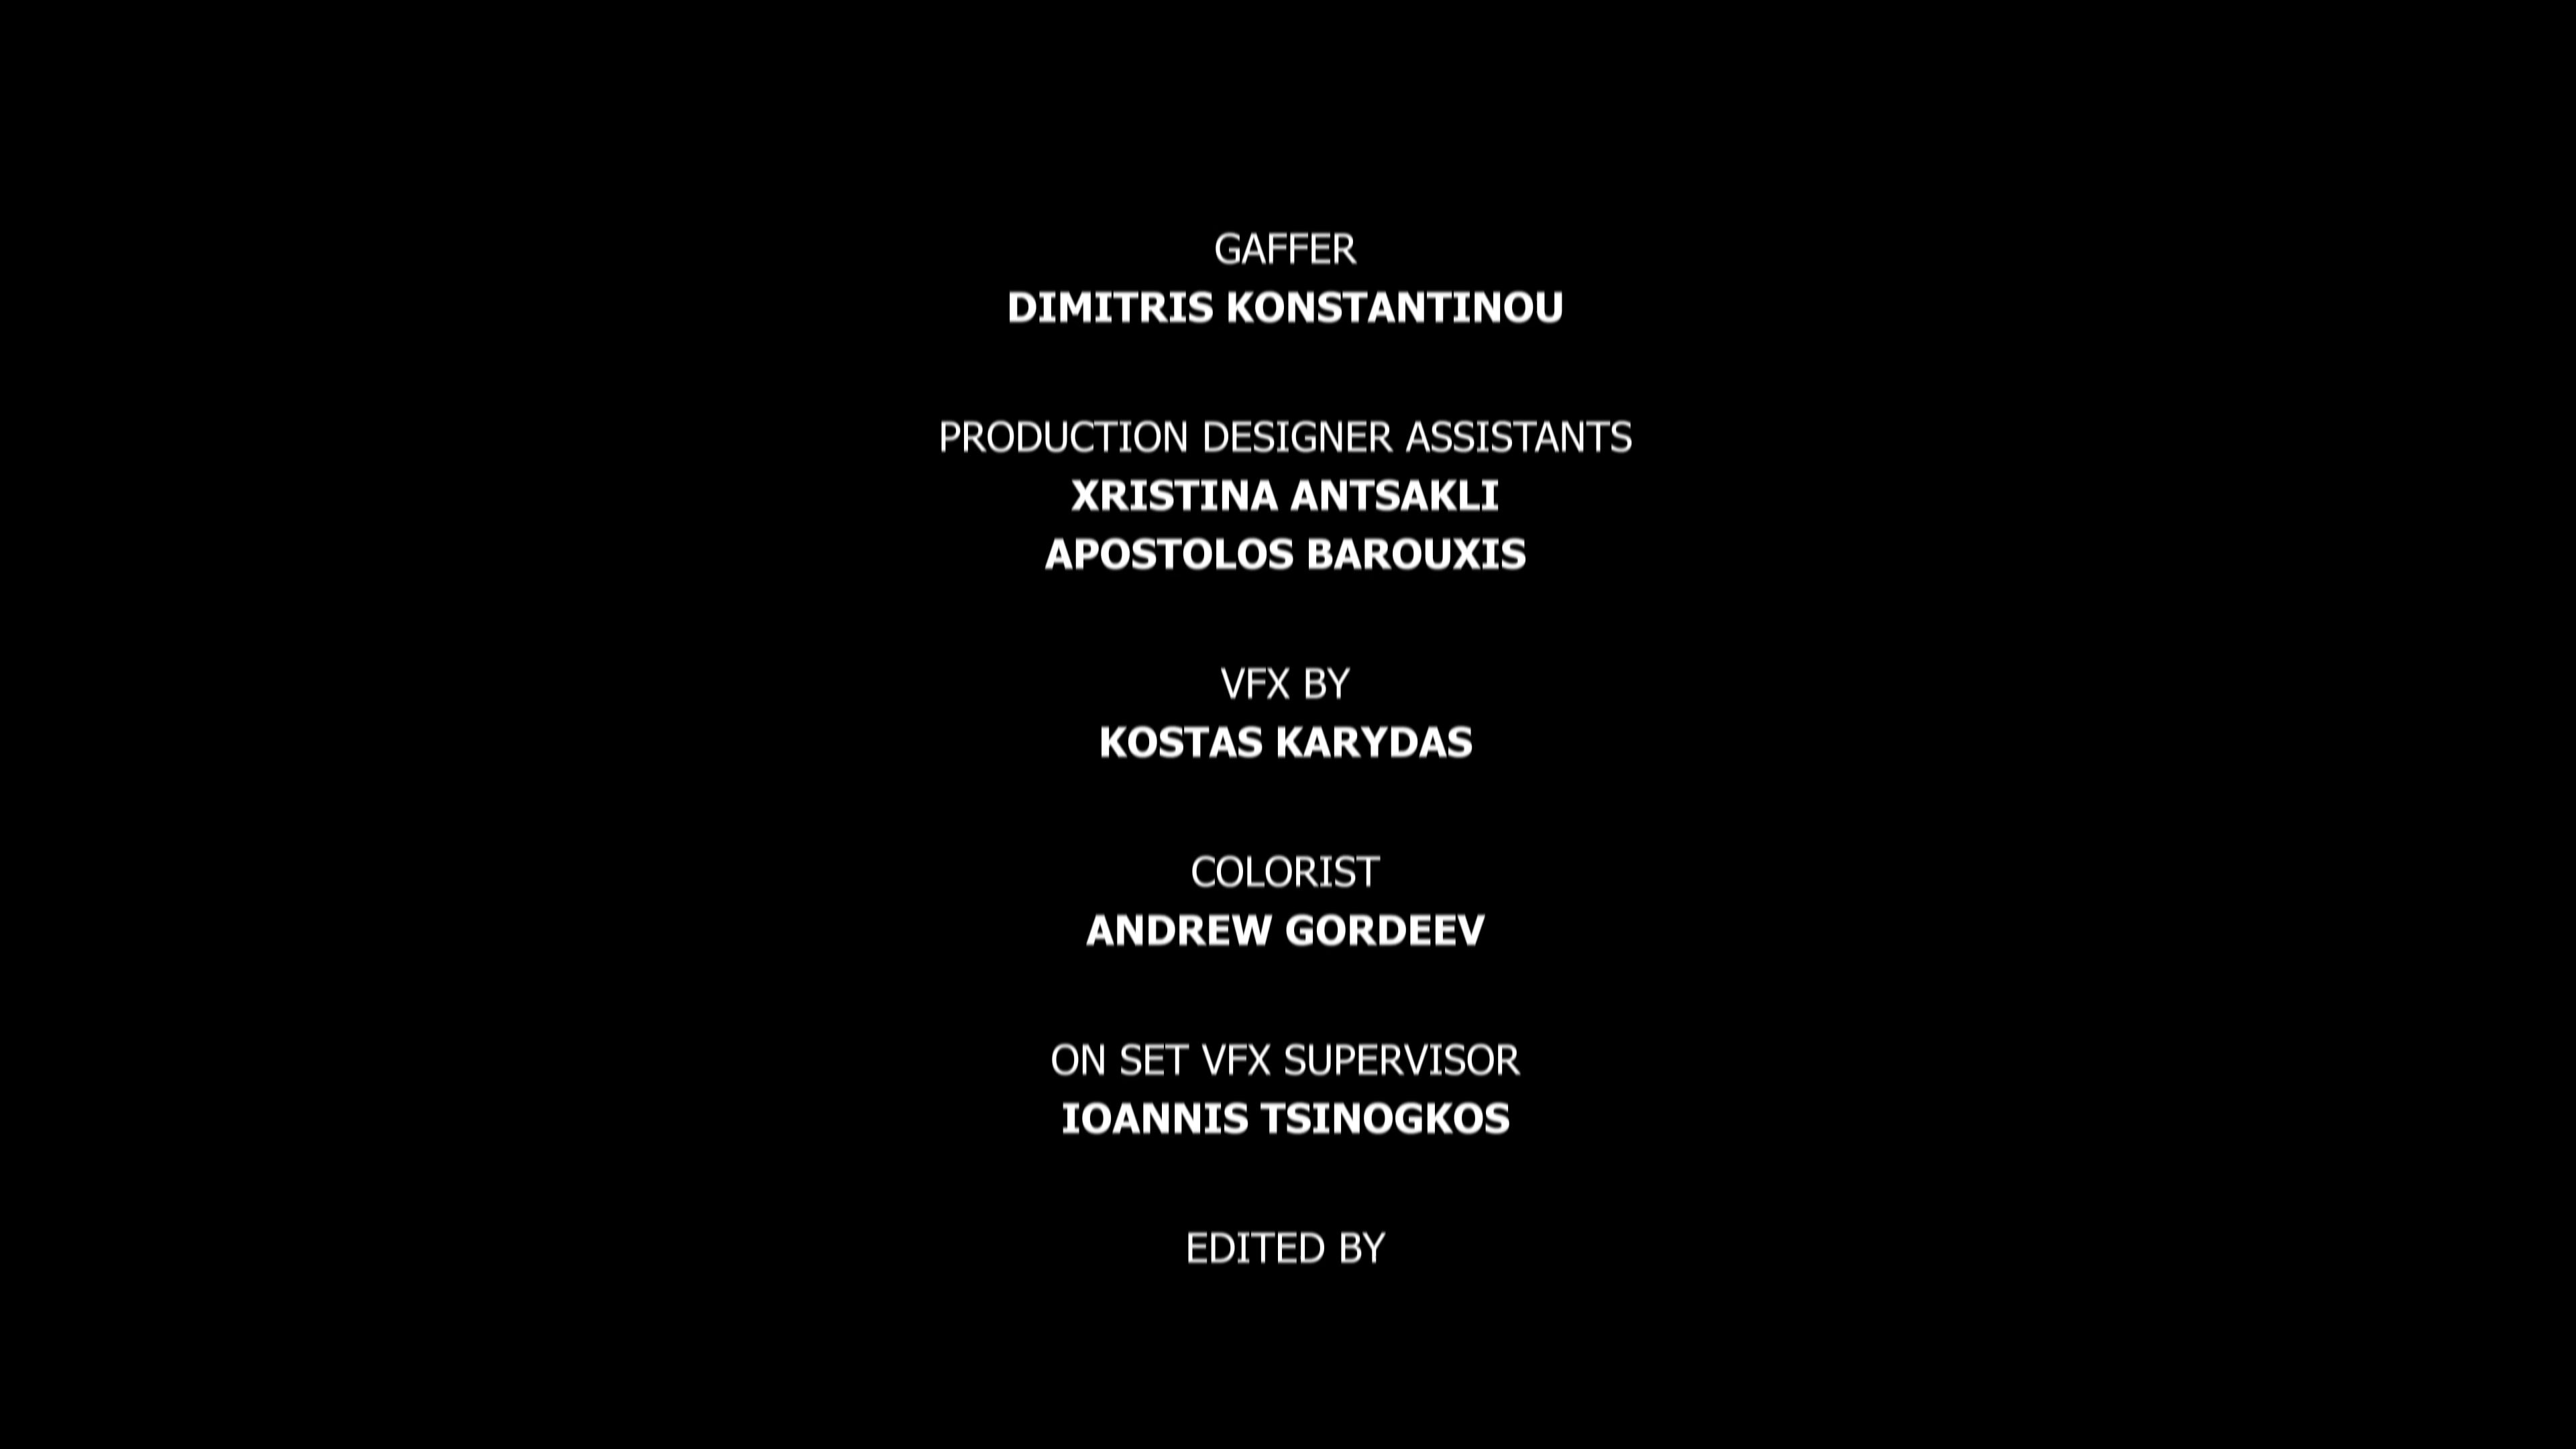 GAFFER
DIMITRIS KONSTANTINOU
PRODUCTION DESIGNER ASSISTANTS
XRISTINA ANTSAKLI
APOSTOLOS BAROUXIS
VFX BY
KOSTAS KARYDAS
COLORIST
ANDREW GORDEEV
ON SET VFX SUPERVISOR
IOANNIS TSINOGKOS
EDITED BY